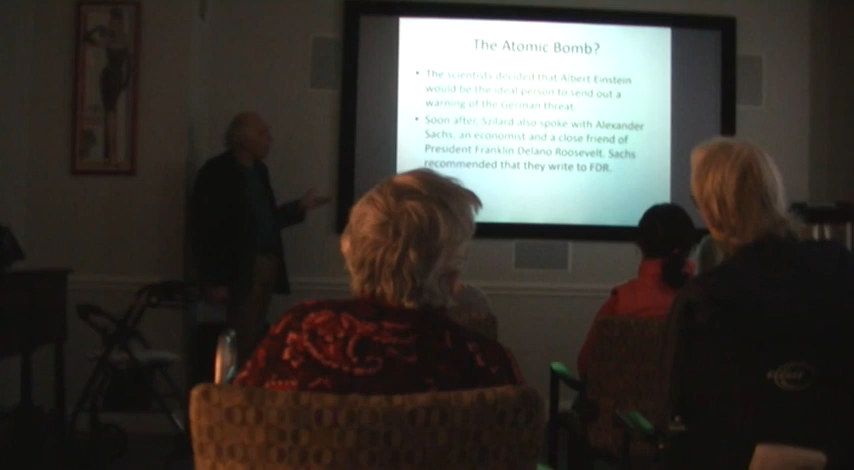 The Atomic Bomb?
• The scientists decided that Albert Einstein
would be the ideal person to send out a
warning of the German threat.
• Soon after, Szilard also spoke with Alexander
Sachs, an economist and a close friend of
President Franklin Delano Roosevelt. Sachs
recommended that they write to FDR.